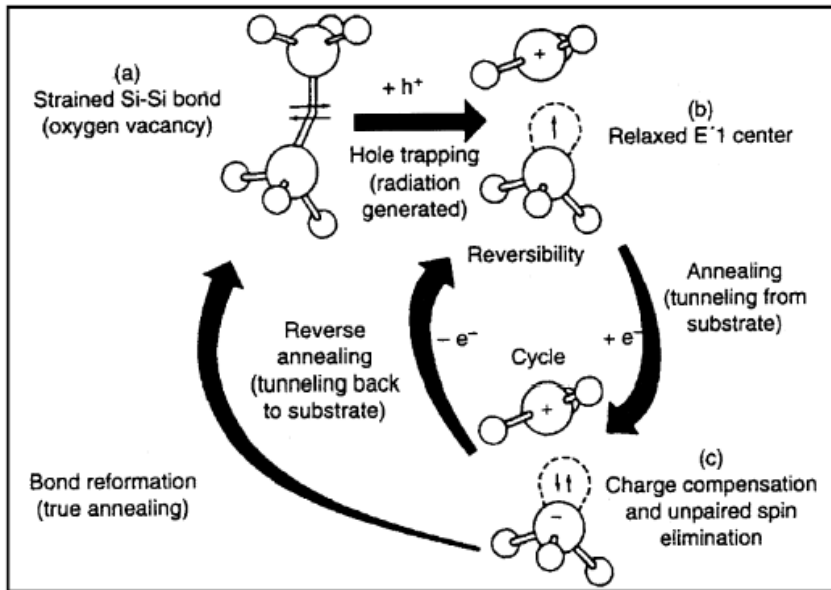 (a)
Strained Si-Si bond
(oxygen vacancy)
+ h⁺
Hole trapping
(radiation
generated)
+
(b)
Relaxed E´1 center
Reversibility
Annealing
(tunneling from
substrate)
Reverse
annealing
(tunneling back
to substrate)
− e⁻
Cycle
+ e⁻
+
Bond reformation
(true annealing)
−
(c)
Charge compensation
and unpaired spin
elimination